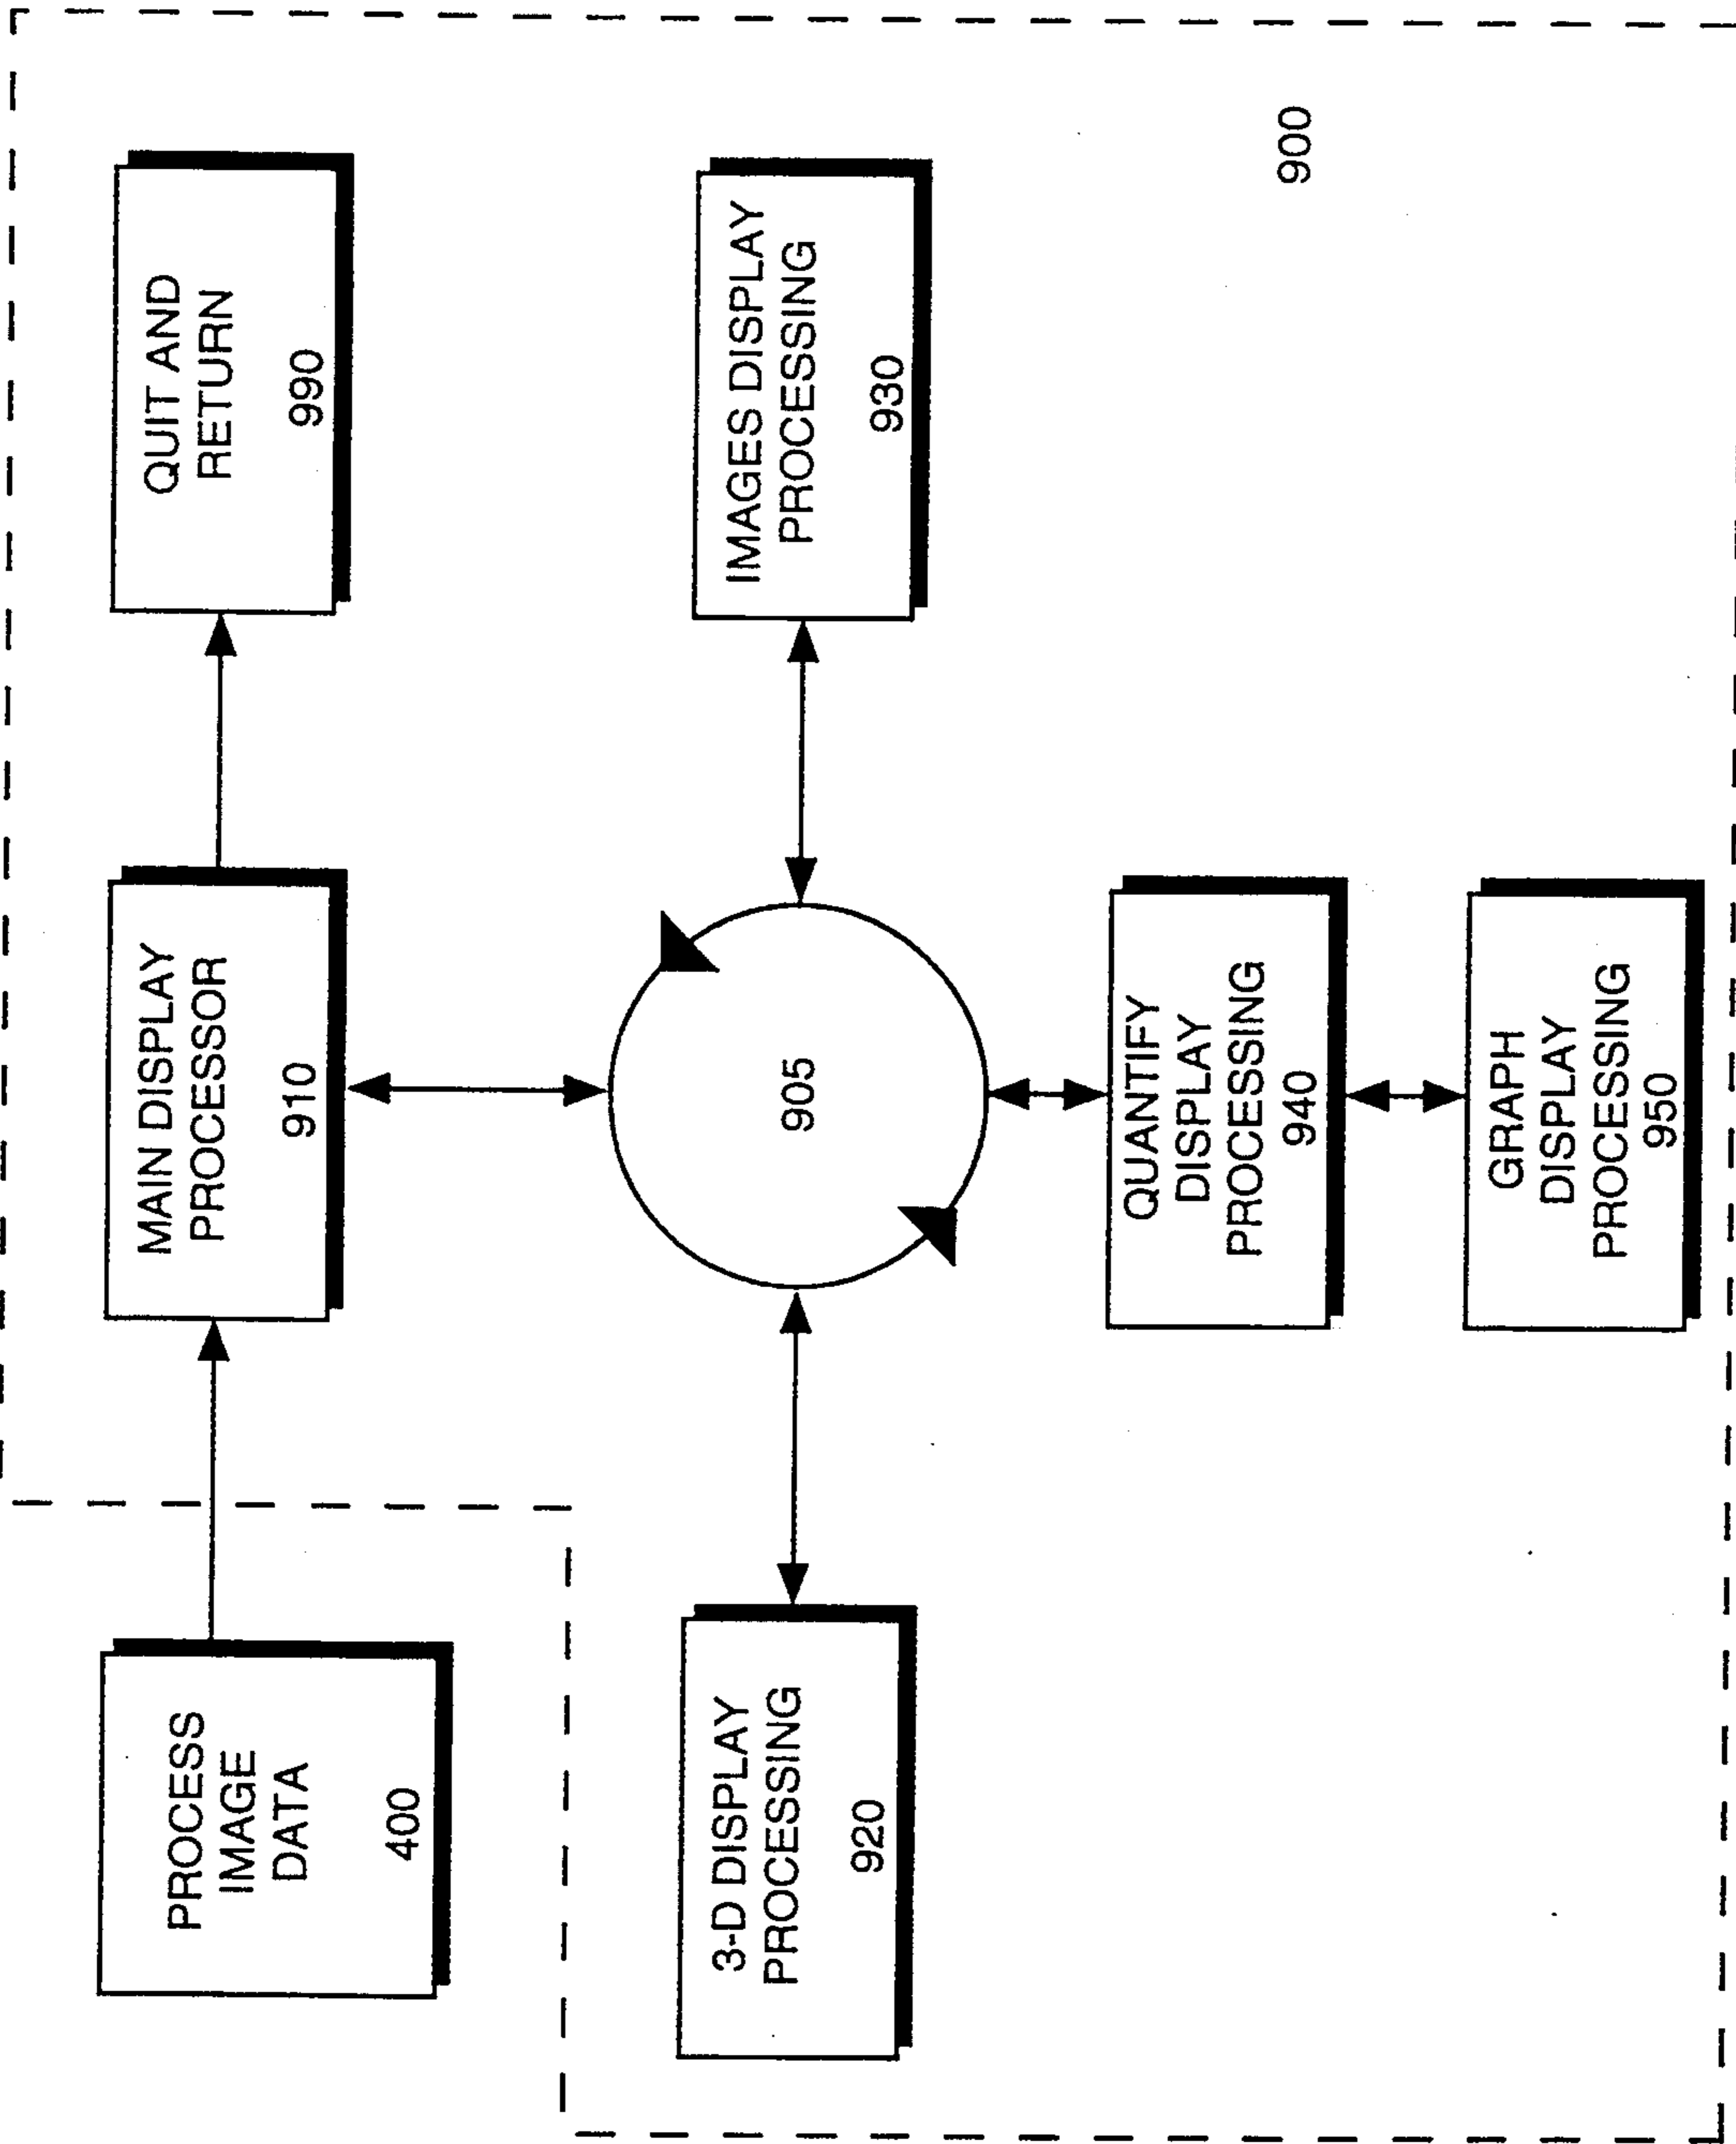 PROCESS
IMAGE
DATA
400
MAIN DISPLAY
PROCESSOR
910
QUIT AND
RETURN
990
3-D DISPLAY
PROCESSING
920
905
IMAGES DISPLAY
PROCESSING
930
QUANTIFY
DISPLAY
PROCESSING
940
GRAPH
DISPLAY
PROCESSING
950
900